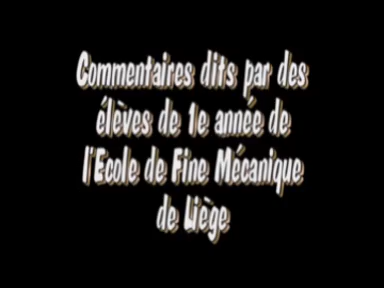 Commentaires dits par des
élèves de 1e année de
l'Ecole de Fine Mécanique
de Liège